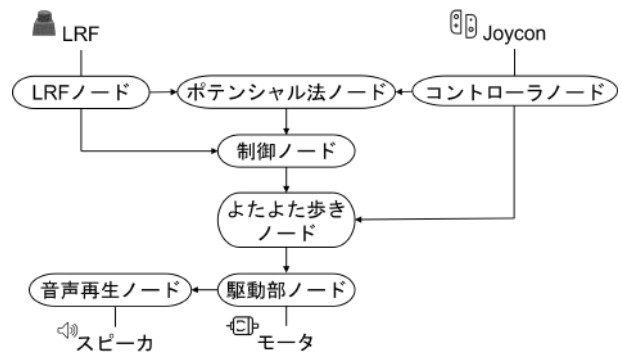 LRF
Joycon
LRFノード
ポテンシャル法ノード
コントローラノード
制御ノード
よたよた歩き
ノード
音声再生ノード
駆動部ノード
スピーカ
モータ